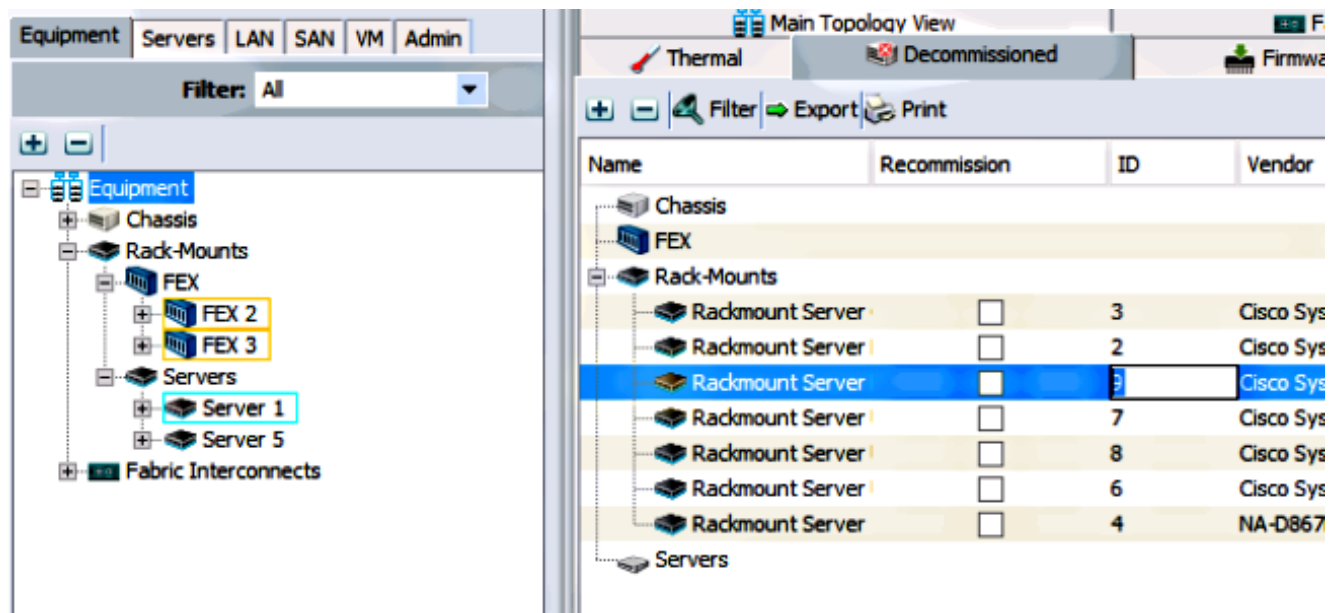 Equipment Servers LAN SAN VM Admin
Filter: All
Equipment
Chassis
Rack-Mounts
FEX
FEX 2
FEX 3
Servers
Server 1
Server 5
Fabric Interconnects
Main Topology View
Thermal Decommissioned
Filter Export Print
Name Recommission ID Vendor
Chassis
FEX
Rack-Mounts
Rackmount Server 3 Cisco Sys
Rackmount Server 2 Cisco Sys
Rackmount Server 9 Cisco Sys
Rackmount Server 7 Cisco Sys
Rackmount Server 8 Cisco Sys
Rackmount Server 6 Cisco Sys
Rackmount Server 4 NA-D867
Servers